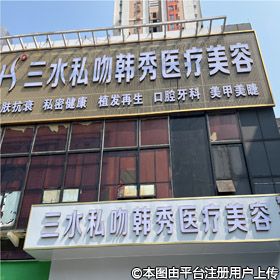 三水私吻韩秀医疗美容
肤抗衰 私密健康 植发再生 口腔牙科 美甲美睫
三水私吻韩秀医疗美容
©本图由平台注册用户上传